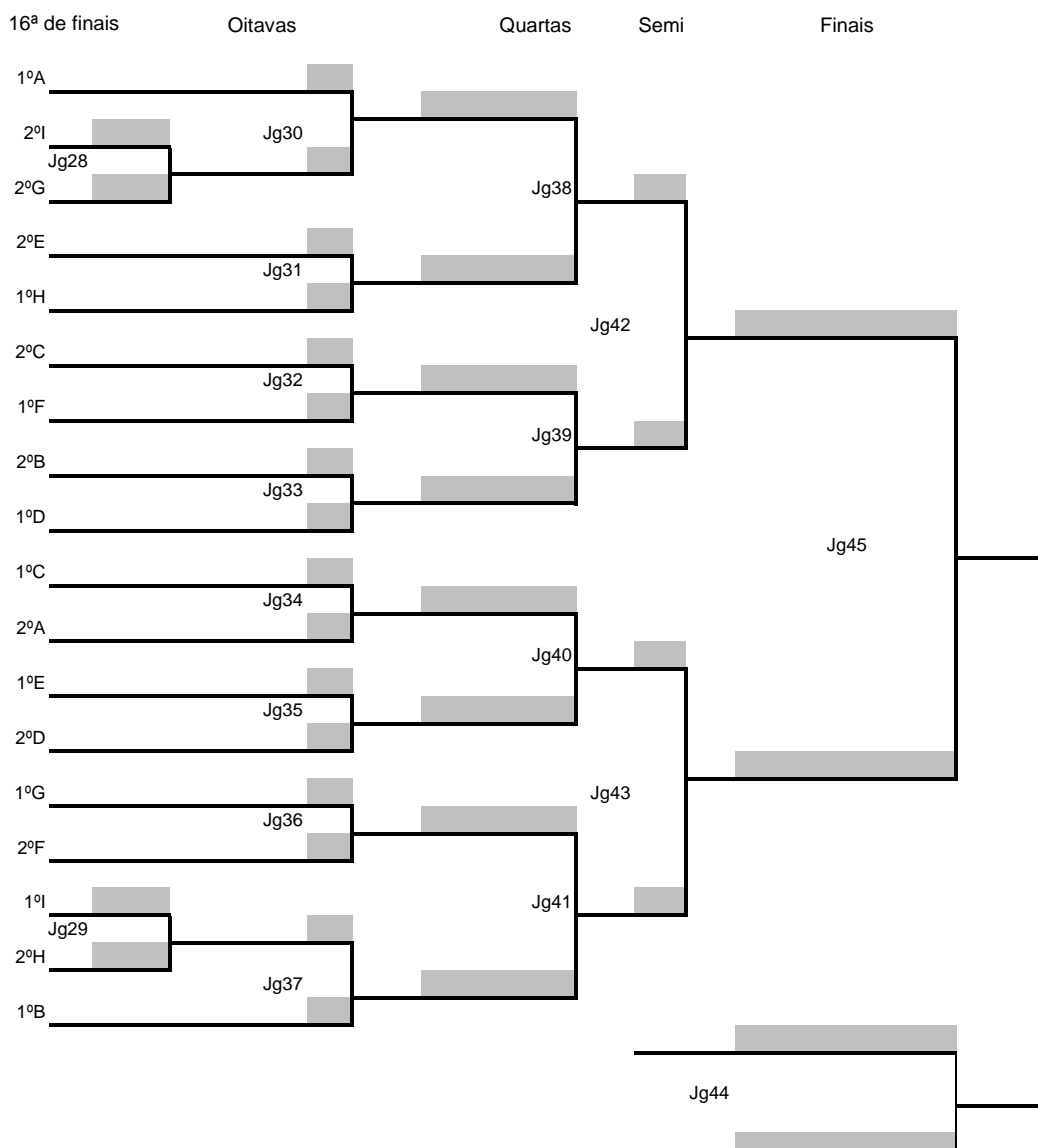 16ª de finais Oitavas Quartas Semi Finais
1ºA
2ºI
Jg30
Jg28
2ºG
Jg38
2ºE
Jg31
1ºH
Jg42
2ºC
Jg32
1ºF
Jg39
2ºB
Jg33
1ºD
Jg45
1ºC
Jg34
2ºA
Jg40
1ºE
Jg35
2ºD
Jg43
1ºG
Jg36
2ºF
1ºI
Jg41
Jg29
2ºH
Jg37
1ºB
Jg44